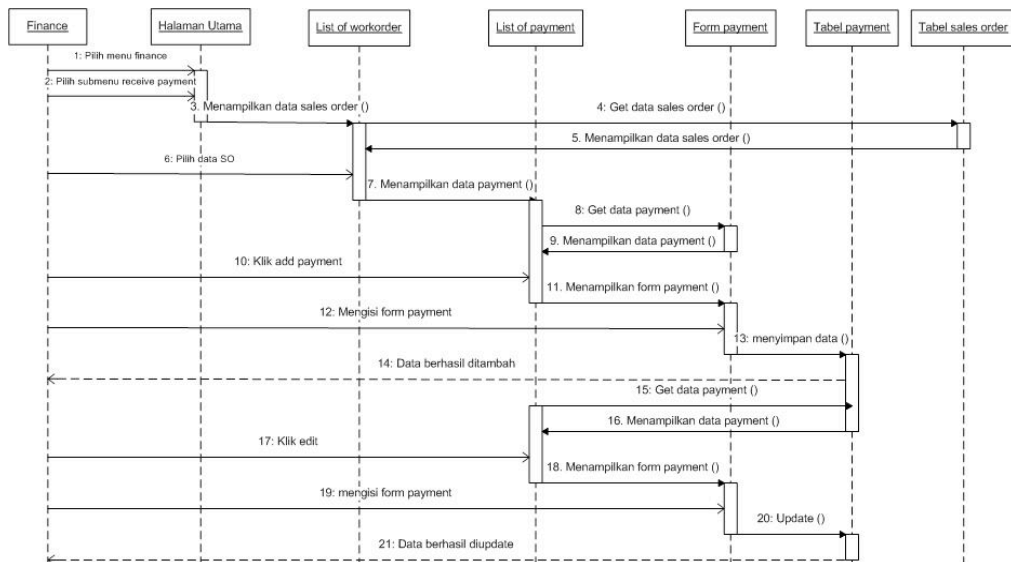 Finance
Halaman Utama
List of workorder
List of payment
Form payment
Tabel payment
Tabel sales order
1: Pilih menu finance
2: Pilih submenu receive payment
3. Menampilkan data sales order ()
4: Get data sales order ()
5. Menampilkan data sales order ()
6: Pilih data SO
7. Menampilkan data payment ()
8: Get data payment ()
9. Menampilkan data payment ()
10: Klik add payment
11. Menampilkan form payment ()
12: Mengisi form payment
13: menyimpan data ()
14: Data berhasil ditambah
15: Get data payment ()
16. Menampilkan data payment ()
17: Klik edit
18. Menampilkan form payment ()
19: mengisi form payment
20: Update ()
21: Data berhasil diupdate